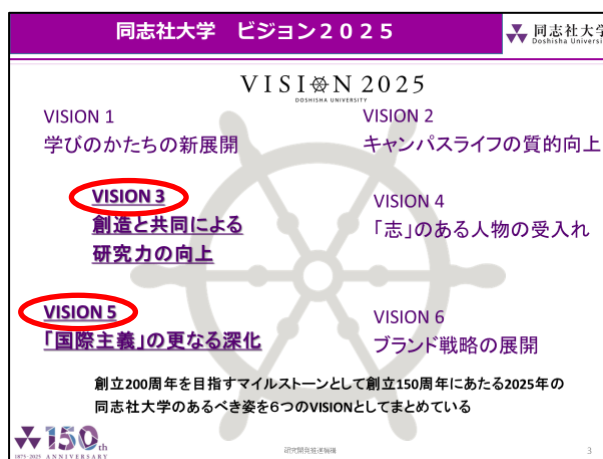 同志社大学 ビジョン２０２５
同志社大学
Doshisha Universi
VISION 2025
DOSHISHA UNIVERSITY
VISION 1
学びのかたちの新展開
VISION 2
キャンパスライフの質的向上
VISION 3
創造と共同による
研究力の向上
VISION 4
「志」のある人物の受入れ
VISION 5
「国際主義」の更なる深化
VISION 6
ブランド戦略の展開
創立200周年を目指すマイルストーンとして創立150周年にあたる2025年の
同志社大学のあるべき姿を６つのVISIONとしてまとめている
150th
1875-2025 ANNIVERSARY
研究開発推進機構
3